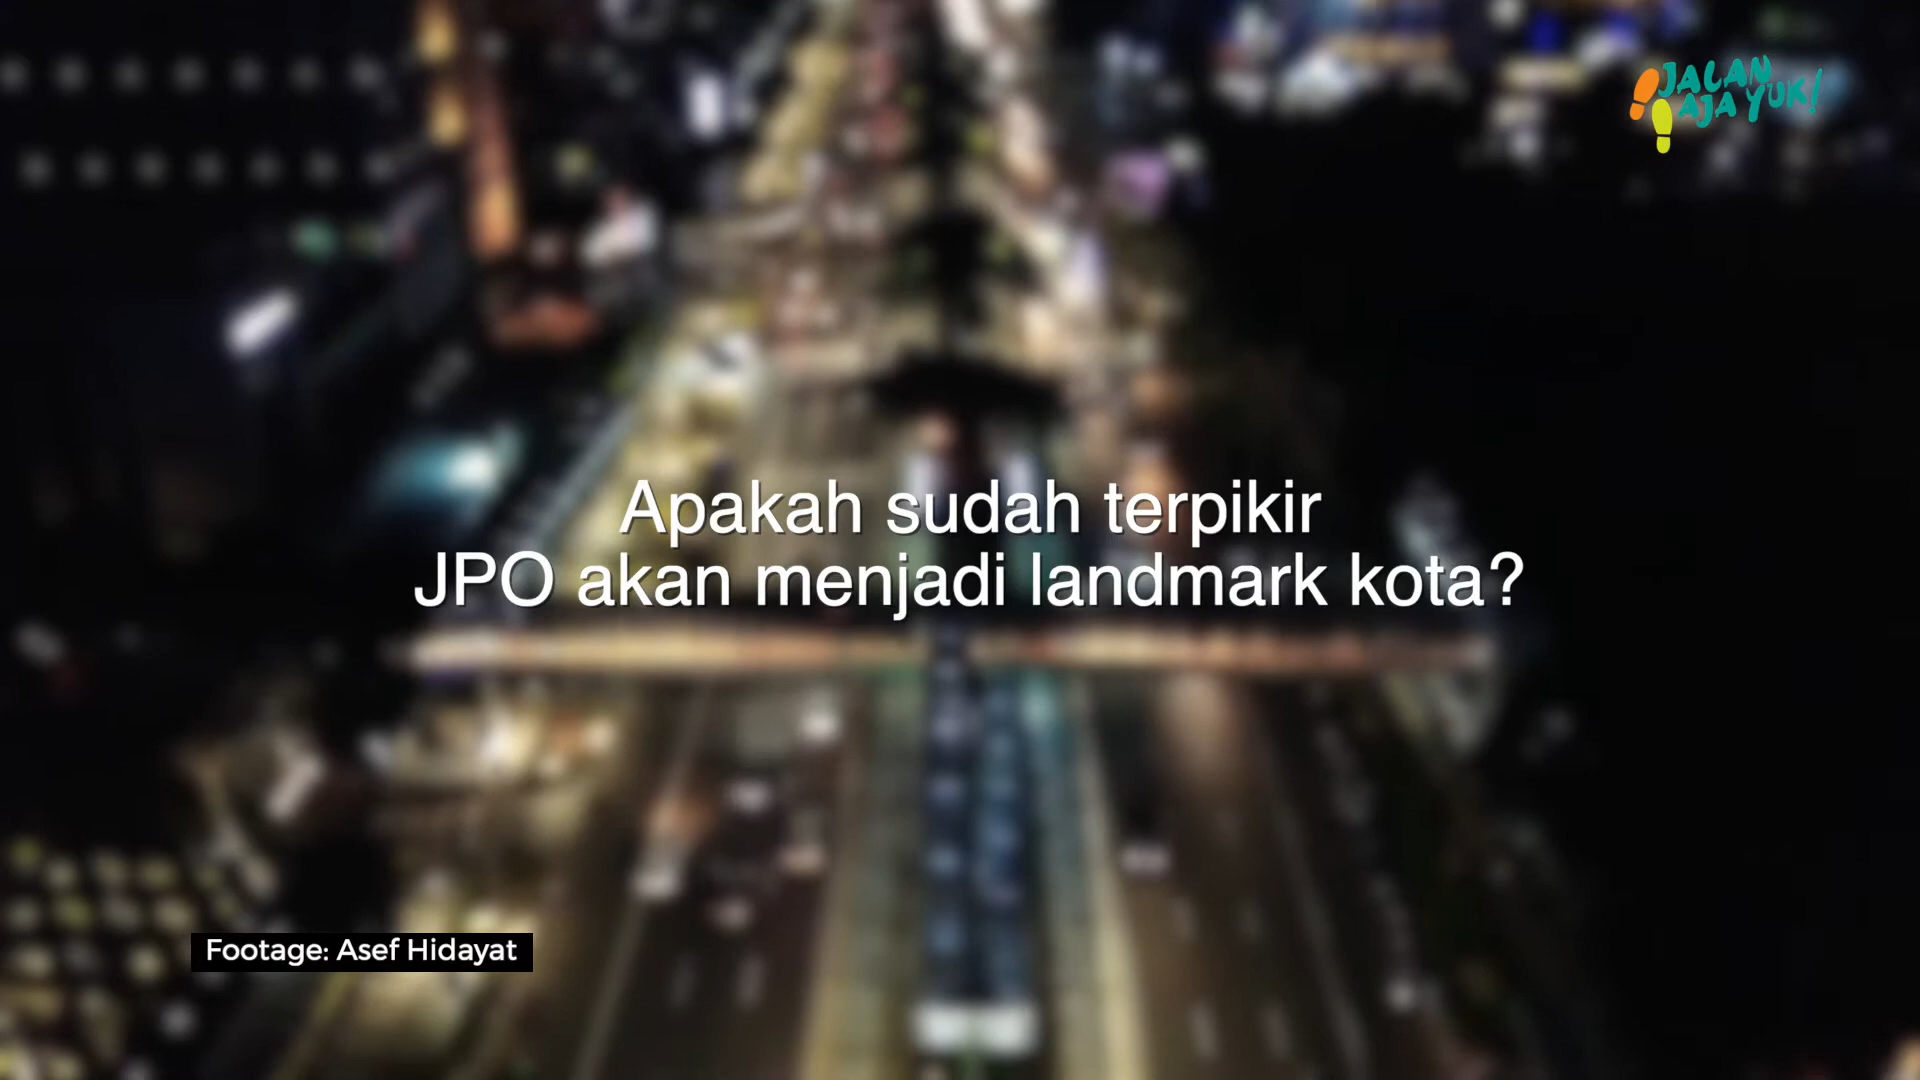 JALAN
AJA YUK!
Apakah sudah terpikir
JPO akan menjadi landmark kota?
Footage: Asef Hidayat